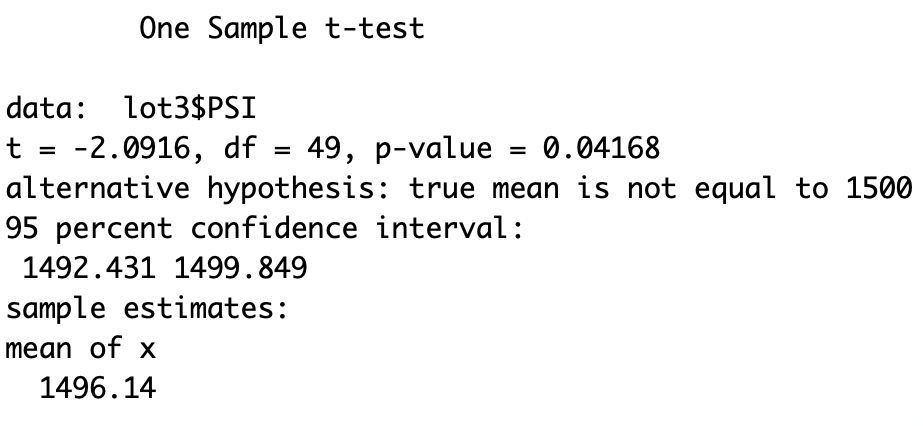 One Sample t-test
data: lot3$PSI
t = -2.0916, df = 49, p-value = 0.04168
alternative hypothesis: true mean is not equal to 1500
95 percent confidence interval:
1492.431 1499.849
sample estimates:
mean of x
1496.14